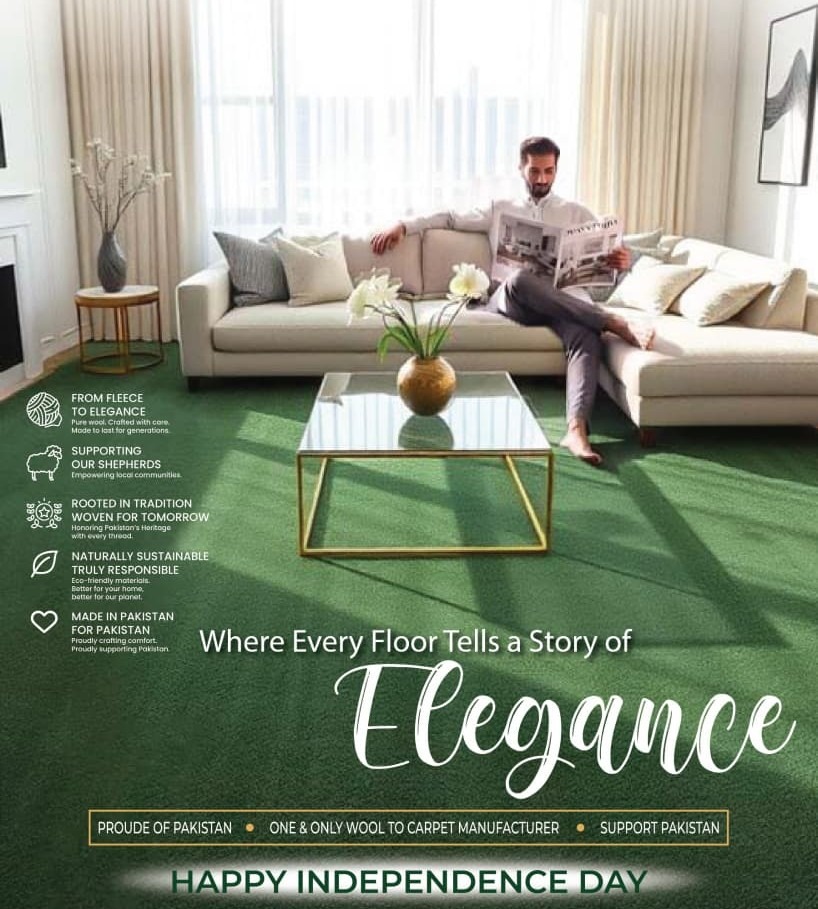 FROM FLEECE
TO ELEGANCE
Pure wool. Crafted with care.
Made to last for generations.
SUPPORTING
OUR SHEPHERDS
Empowering local communities.
ROOTED IN TRADITION
WOVEN FOR TOMORROW
Honoring Pakistan's Heritage
with every thread.
NATURALLY SUSTAINABLE
TRULY RESPONSIBLE
Eco-friendly materials.
Better for your home,
better for our planet.
MADE IN PAKISTAN
FOR PAKISTAN
Proudly crafting comfort.
Proudly supporting Pakistan.
Where Every Floor Tells a Story of
Elegance
PROUDE OF PAKISTAN • ONE & ONLY WOOL TO CARPET MANUFACTURER • SUPPORT PAKISTAN
HAPPY INDEPENDENCE DAY